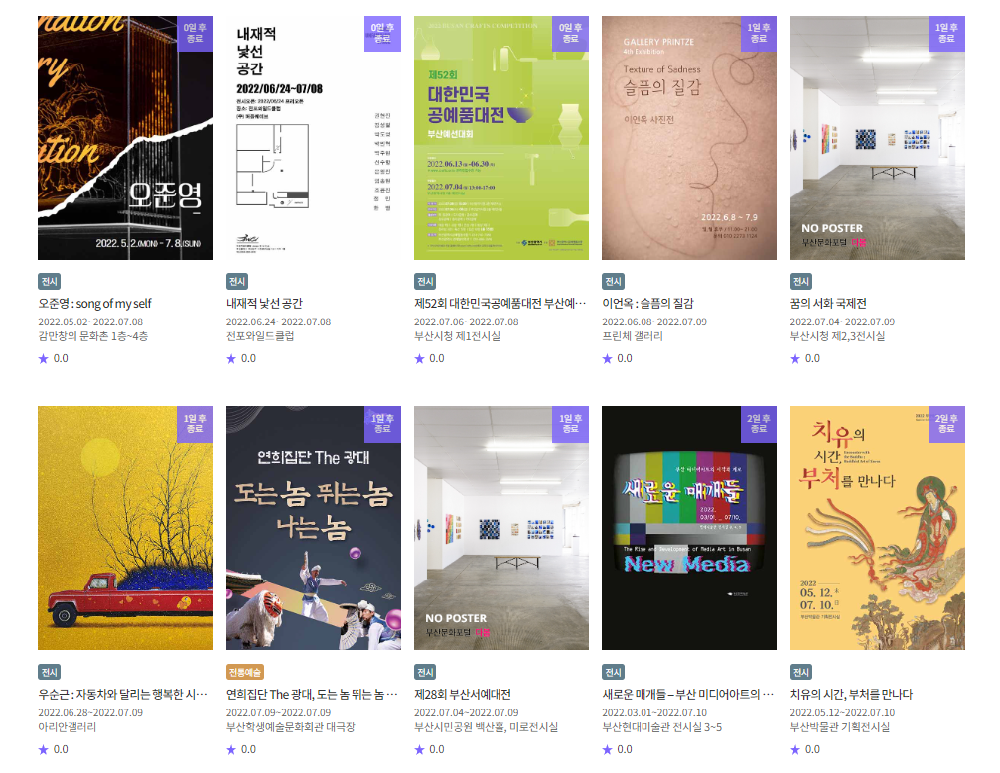 0일 후
종료
내재적
낯선
공간
2022/06/24~07/08
0일 후
종료
제52회
대한민국
공예품대전
부산예선대회
2022.06.13(월)-06.30(목)
2022.07.04(월) 13:00-17:00
0일 후
종료
GALLERY PRINTZE
4th Exhibition
Texture of Sadness
슬픔의 질감
이언옥 사진전
2022.6.8 ~ 7.9
1일 후
종료
1일 후
종료
NO POSTER
부산문화포털 다봄
오준영
2022.5.2.(MON) - 7.8.(SUN)
전시
오준영 : song of my self
2022.05.02~2022.07.08
감만창의 문화촌 1층~4층
0.0
전시
내재적 낯선 공간
2022.06.24~2022.07.08
전포와일드클럽
0.0
전시
제52회 대한민국공예품대전 부산예…
2022.07.06~2022.07.08
부산시청 제1전시실
0.0
전시
이언옥 : 슬픔의 질감
2022.06.08~2022.07.09
프린체 갤러리
0.0
전시
꿈의 서화 국제전
2022.07.04~2022.07.09
부산시청 제2,3전시실
0.0
1일 후
종료
1일 후
종료
연희집단 The 광대
도는 놈 뛰는 놈
나는 놈
1일 후
종료
NO POSTER
부산문화포털 다봄
2일 후
종료
새로운 매개들
2022.
03/01. _ 07/10.
The Rise and Development of Media Art in Busan
New Media
2일 후
종료
치유의
시간,
부처를 만나다
2022
05. 12. 木
07. 10. 日
부산박물관 기획전시실
전시
우순근 : 자동차와 달리는 행복한 시…
2022.06.28~2022.07.09
아리안갤러리
0.0
전통예술
연희집단 The 광대, 도는 놈 뛰는 놈 …
2022.07.09~2022.07.09
부산학생예술문화회관 대극장
0.0
전시
제28회 부산서예대전
2022.07.04~2022.07.09
부산시민공원 백산홀, 미로전시실
0.0
전시
새로운 매개들 – 부산 미디어아트의 …
2022.03.01~2022.07.10
부산현대미술관 전시실 3~5
0.0
전시
치유의 시간, 부처를 만나다
2022.05.12~2022.07.10
부산박물관 기획전시실
0.0